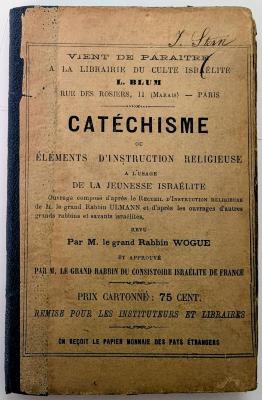 J. Stern
VIENT DE PARAITRE
A LA LIBRAIRIE DU CULTE ISRAÉLITE
L. BLUM
RUE DES ROSIERS, 11 (MARAIS) — PARIS
CATÉCHISME
OU
ÉLÉMENTS D'INSTRUCTION RELIGIEUSE
A L'USAGE
DE LA JEUNESSE ISRAÉLITE
Ouvrage composé d'après le RECUEIL D'INSTRUCTION RELIGIEUSE
de M. le grand Rabbin ULMANN et d'après les ouvrages d'autres
grands rabbins et savants israélites,
REVU
Par M. le grand Rabbin WOGUE
ET APPROUVÉ
PAR M. LE GRAND RABBIN DU CONSISTOIRE ISRAÉLITE DE FRANCE
PRIX CARTONNÉ : 75 CENT.
REMISE POUR LES INSTITUTEURS ET LIBRAIRES
ON REÇOIT LE PAPIER MONNAIE DES PAYS ÉTRANGERS